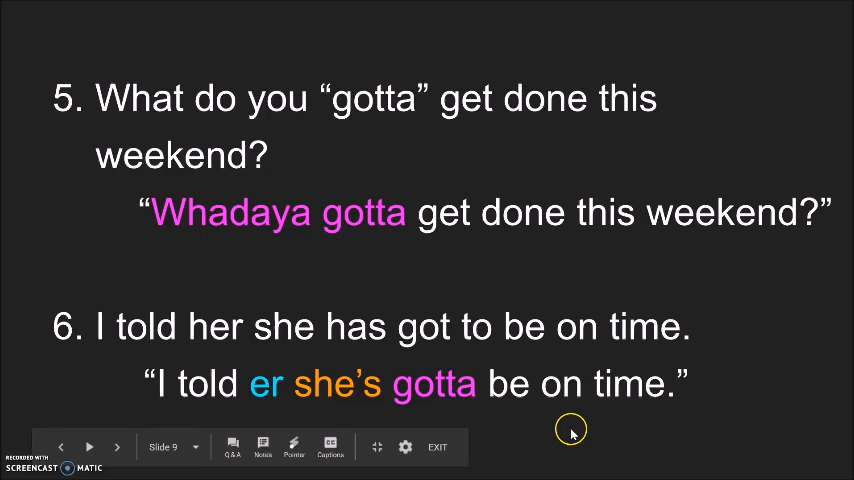 5. What do you “gotta” get done this
weekend?
“Whadaya gotta get done this weekend?”
6. I told her she has got to be on time.
“I told er she’s gotta be on time.”
Slide 9
Q & A
Notes
Pointer
Captions
EXIT
RECORDED WITH
SCREENCAST MATIC